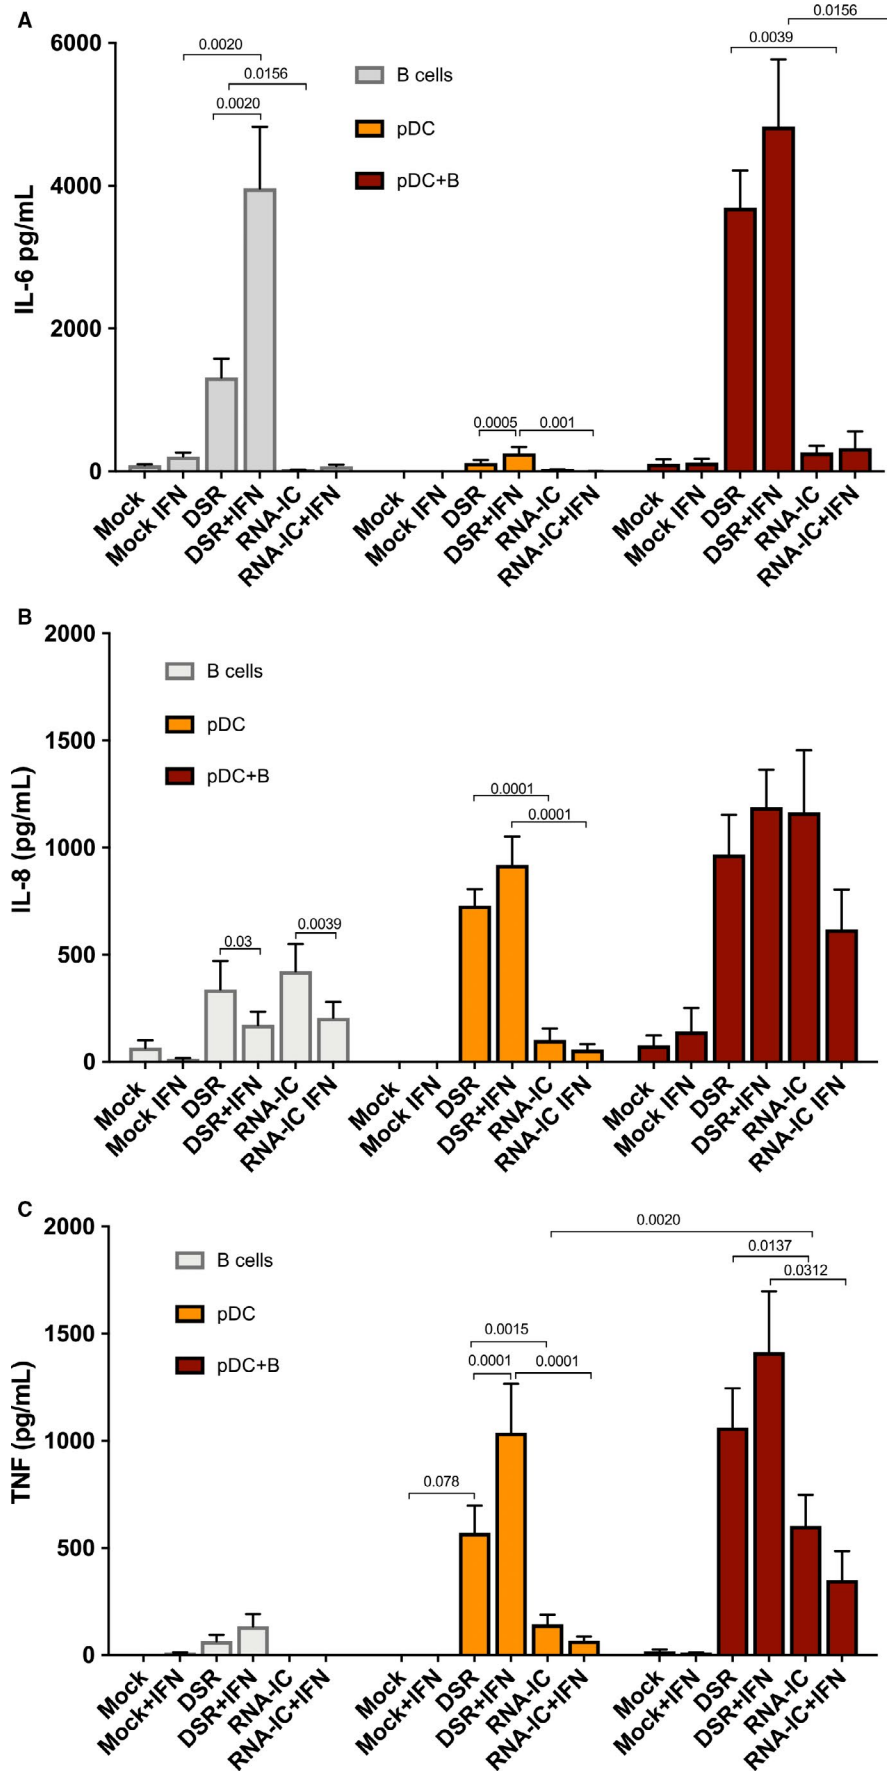 A
0.0156
6000
0.0020
0.0039
0.0156
B cells
0.0020
pDC
4000
pDC+B
IL-6 pg/mL
2000
0.0005
0.001
0
Mock
Mock IFN
DSR
DSR+IFN
RNA-IC
RNA-IC+IFN
Mock
Mock IFN
DSR
DSR+IFN
RNA-IC
RNA-IC+IFN
Mock
Mock IFN
DSR
DSR+IFN
RNA-IC
RNA-IC+IFN
B
2000
B cells
pDC
1500
pDC+B
0.0001
0.0001
1000
IL-8 (pg/mL)
0.0039
0.03
500
0
Mock
Mock IFN
DSR
DSR+IFN
RNA-IC
RNA-IC IFN
Mock
Mock IFN
DSR
DSR+IFN
RNA-IC
RNA-IC IFN
Mock
Mock IFN
DSR
DSR+IFN
RNA-IC
RNA-IC IFN
C
2000
0.0020
0.0137
B cells
0.0312
pDC
1500
0.0015
pDC+B
0.0001
0.0001
TNF (pg/mL)
1000
0.078
500
0
Mock
Mock+IFN
DSR
DSR+IFN
RNA-IC
RNA-IC+IFN
Mock
Mock+IFN
DSR
DSR+IFN
RNA-IC
RNA-IC+IFN
Mock
Mock+IFN
DSR
DSR+IFN
RNA-IC
RNA-IC+IFN